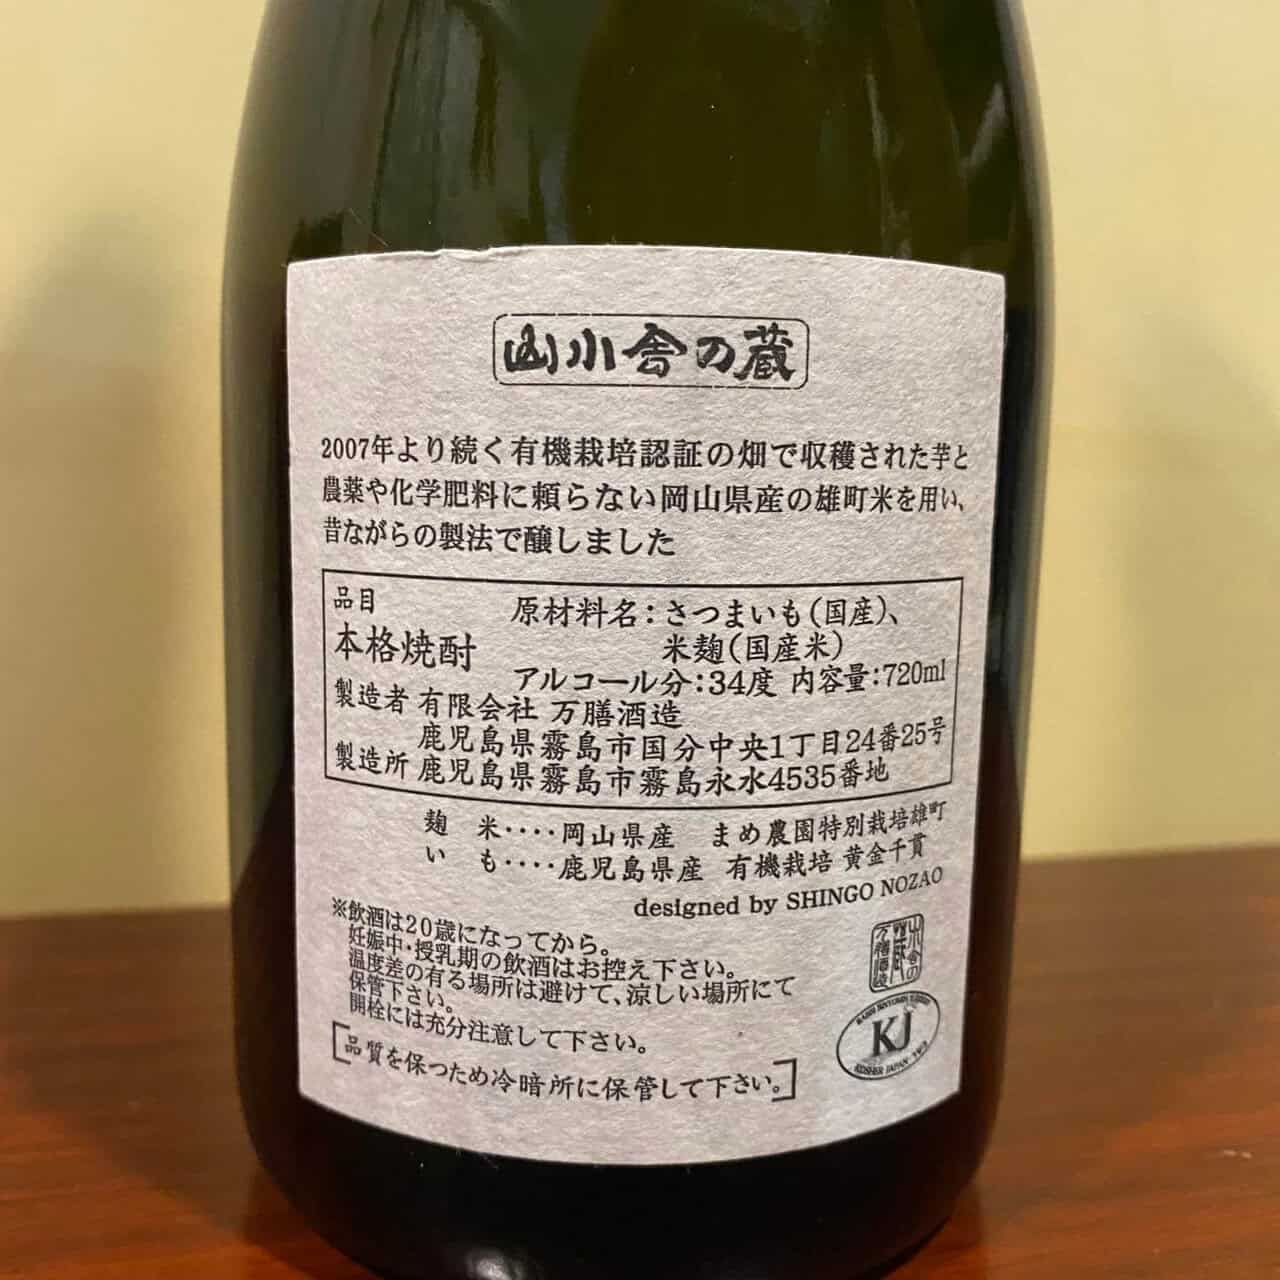 山小舎の蔵
2007年より続く有機栽培認証の畑で収穫された芋と
農薬や化学肥料に頼らない岡山県産の雄町米を用い、
昔ながらの製法で醸しました
品目 原材料名：さつまいも（国産）、
本格焼酎 米麹（国産米）
アルコール分：34度 内容量：720ml
製造者 有限会社 万膳酒造
鹿児島県霧島市国分中央1丁目24番25号
製造所 鹿児島県霧島市霧島永水4535番地
麹 米‥‥岡山県産 まめ農園特別栽培雄町
い も‥‥鹿児島県産 有機栽培 黄金千貫
designed by SHINGO NOZAO
※飲酒は20歳になってから。
妊娠中・授乳期の飲酒はお控え下さい。
温度差の有る場所は避けて、涼しい場所にて
保管下さい。
開栓には充分注意して下さい。
［品質を保つため冷暗所に保管して下さい。］
山小舎の
蔵
万膳酒造
KJ
KOSHER JAPAN